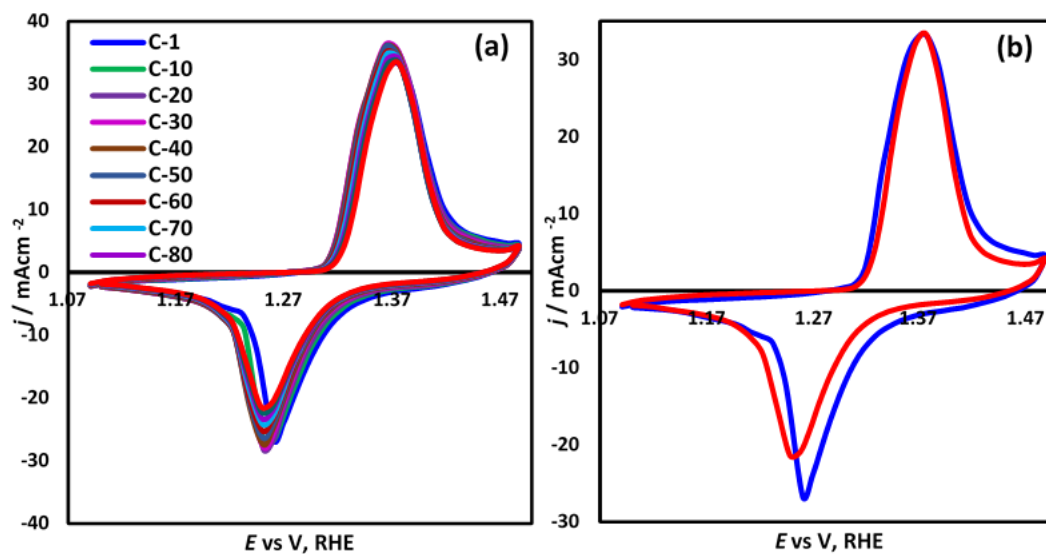 (a)
40
30
20
10
0
-10
-20
-30
-40
C-1
C-10
C-20
C-30
C-40
C-50
C-60
C-70
C-80
1.07 1.17 1.27 1.37 1.47
j / mAcm⁻²
E vs V, RHE
(b)
30
20
10
0
-10
-20
-30
1.07 1.17 1.27 1.37 1.47
j / mAcm⁻²
E vs V, RHE